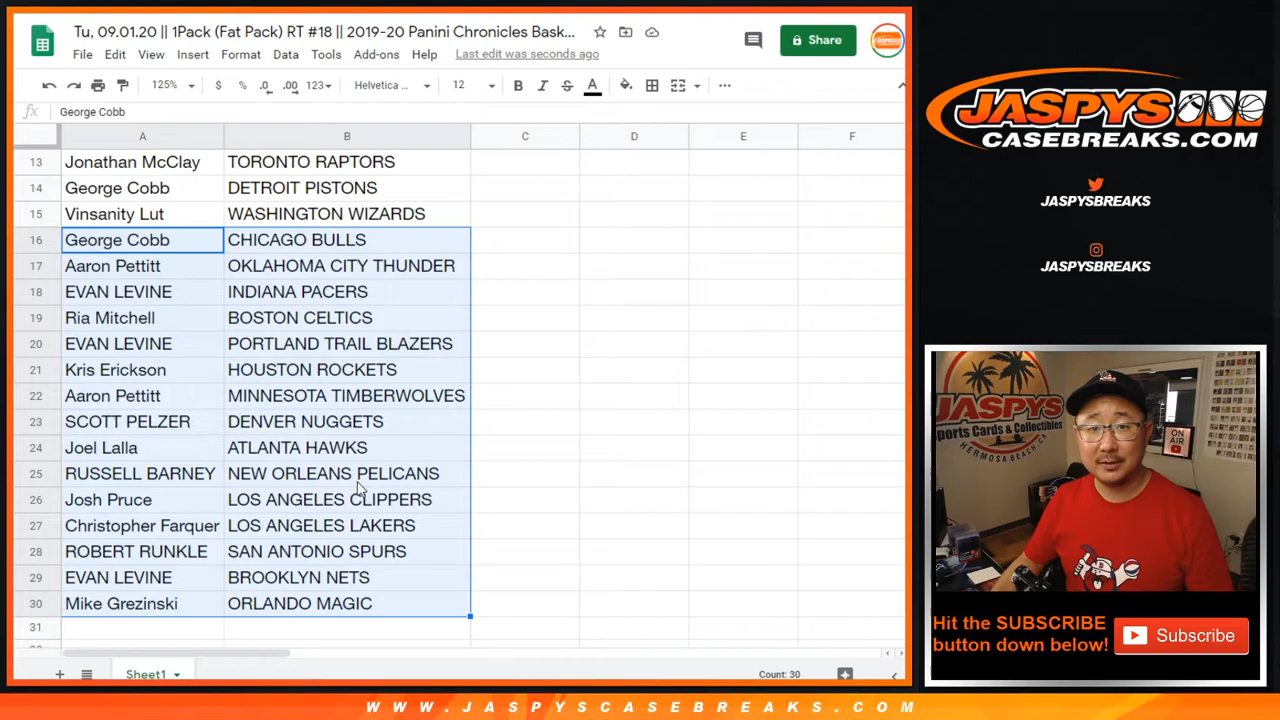 Tu, 09.01.20 || 1Pack (Fat Pack) RT #18 || 2019-20 Panini Chronicles Bask...
File Edit View Insert Format Data Tools Add-ons Help Last edit was seconds ago
Share
125% $ % .0 .00 123 Helvetica ... 12 B I S A ...
fx George Cobb
A B C D E F
13 Jonathan McClay TORONTO RAPTORS
14 George Cobb DETROIT PISTONS
15 Vinsanity Lut WASHINGTON WIZARDS
16 George Cobb CHICAGO BULLS
17 Aaron Pettitt OKLAHOMA CITY THUNDER
18 EVAN LEVINE INDIANA PACERS
19 Ria Mitchell BOSTON CELTICS
20 EVAN LEVINE PORTLAND TRAIL BLAZERS
21 Kris Erickson HOUSTON ROCKETS
22 Aaron Pettitt MINNESOTA TIMBERWOLVES
23 SCOTT PELZER DENVER NUGGETS
24 Joel Lalla ATLANTA HAWKS
25 RUSSELL BARNEY NEW ORLEANS PELICANS
26 Josh Pruce LOS ANGELES CLIPPERS
27 Christopher Farquer LOS ANGELES LAKERS
28 ROBERT RUNKLE SAN ANTONIO SPURS
29 EVAN LEVINE BROOKLYN NETS
30 Mike Grezinski ORLANDO MAGIC
31
Sheet1 Count: 30
JASPYS
CASEBREAKS.COM
JASPYSBREAKS
JASPYSBREAKS
JASPYS
Sports Cards & Collectibles
HERMOSA BEACH, CA
ON AIR
Hit the SUBSCRIBE
button down below!
Subscribe
WWW.JASPYSCASEBREAKS.COM